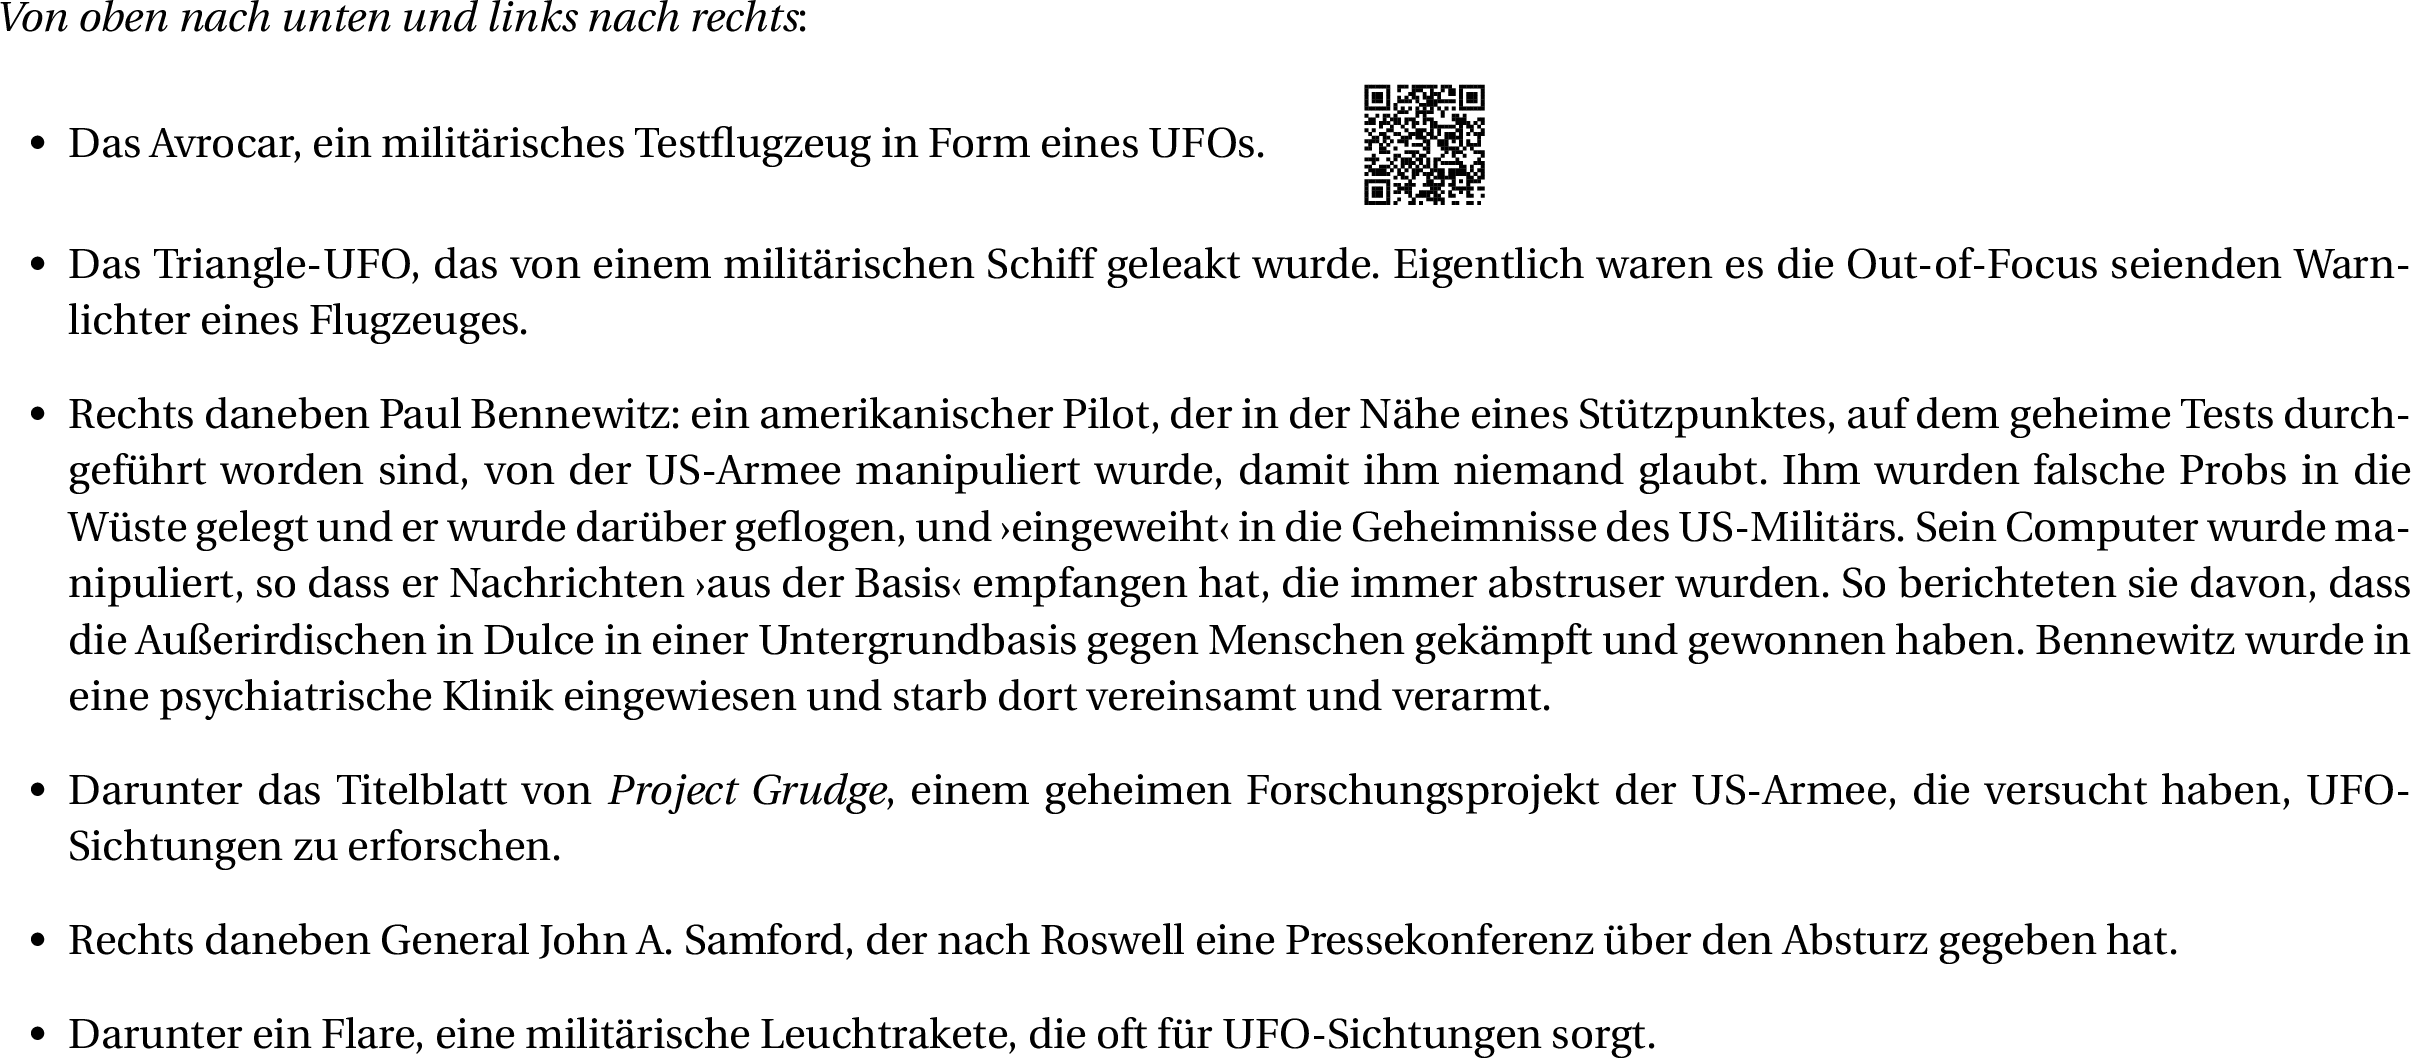 Von oben nach unten und links nach rechts:
• Das Avrocar, ein militärisches Testflugzeug in Form eines UFOs.
• Das Triangle-UFO, das von einem militärischen Schiff geleakt wurde. Eigentlich waren es die Out-of-Focus seienden Warn-
lichter eines Flugzeuges.
• Rechts daneben Paul Bennewitz: ein amerikanischer Pilot, der in der Nähe eines Stützpunktes, auf dem geheime Tests durch-
geführt worden sind, von der US-Armee manipuliert wurde, damit ihm niemand glaubt. Ihm wurden falsche Probs in die
Wüste gelegt und er wurde darüber geflogen, und ›eingeweiht‹ in die Geheimnisse des US-Militärs. Sein Computer wurde ma-
nipuliert, so dass er Nachrichten ›aus der Basis‹ empfangen hat, die immer abstruser wurden. So berichteten sie davon, dass
die Außerirdischen in Dulce in einer Untergrundbasis gegen Menschen gekämpft und gewonnen haben. Bennewitz wurde in
eine psychiatrische Klinik eingewiesen und starb dort vereinsamt und verarmt.
• Darunter das Titelblatt von Project Grudge, einem geheimen Forschungsprojekt der US-Armee, die versucht haben, UFO-
Sichtungen zu erforschen.
• Rechts daneben General John A. Samford, der nach Roswell eine Pressekonferenz über den Absturz gegeben hat.
• Darunter ein Flare, eine militärische Leuchtrakete, die oft für UFO-Sichtungen sorgt.